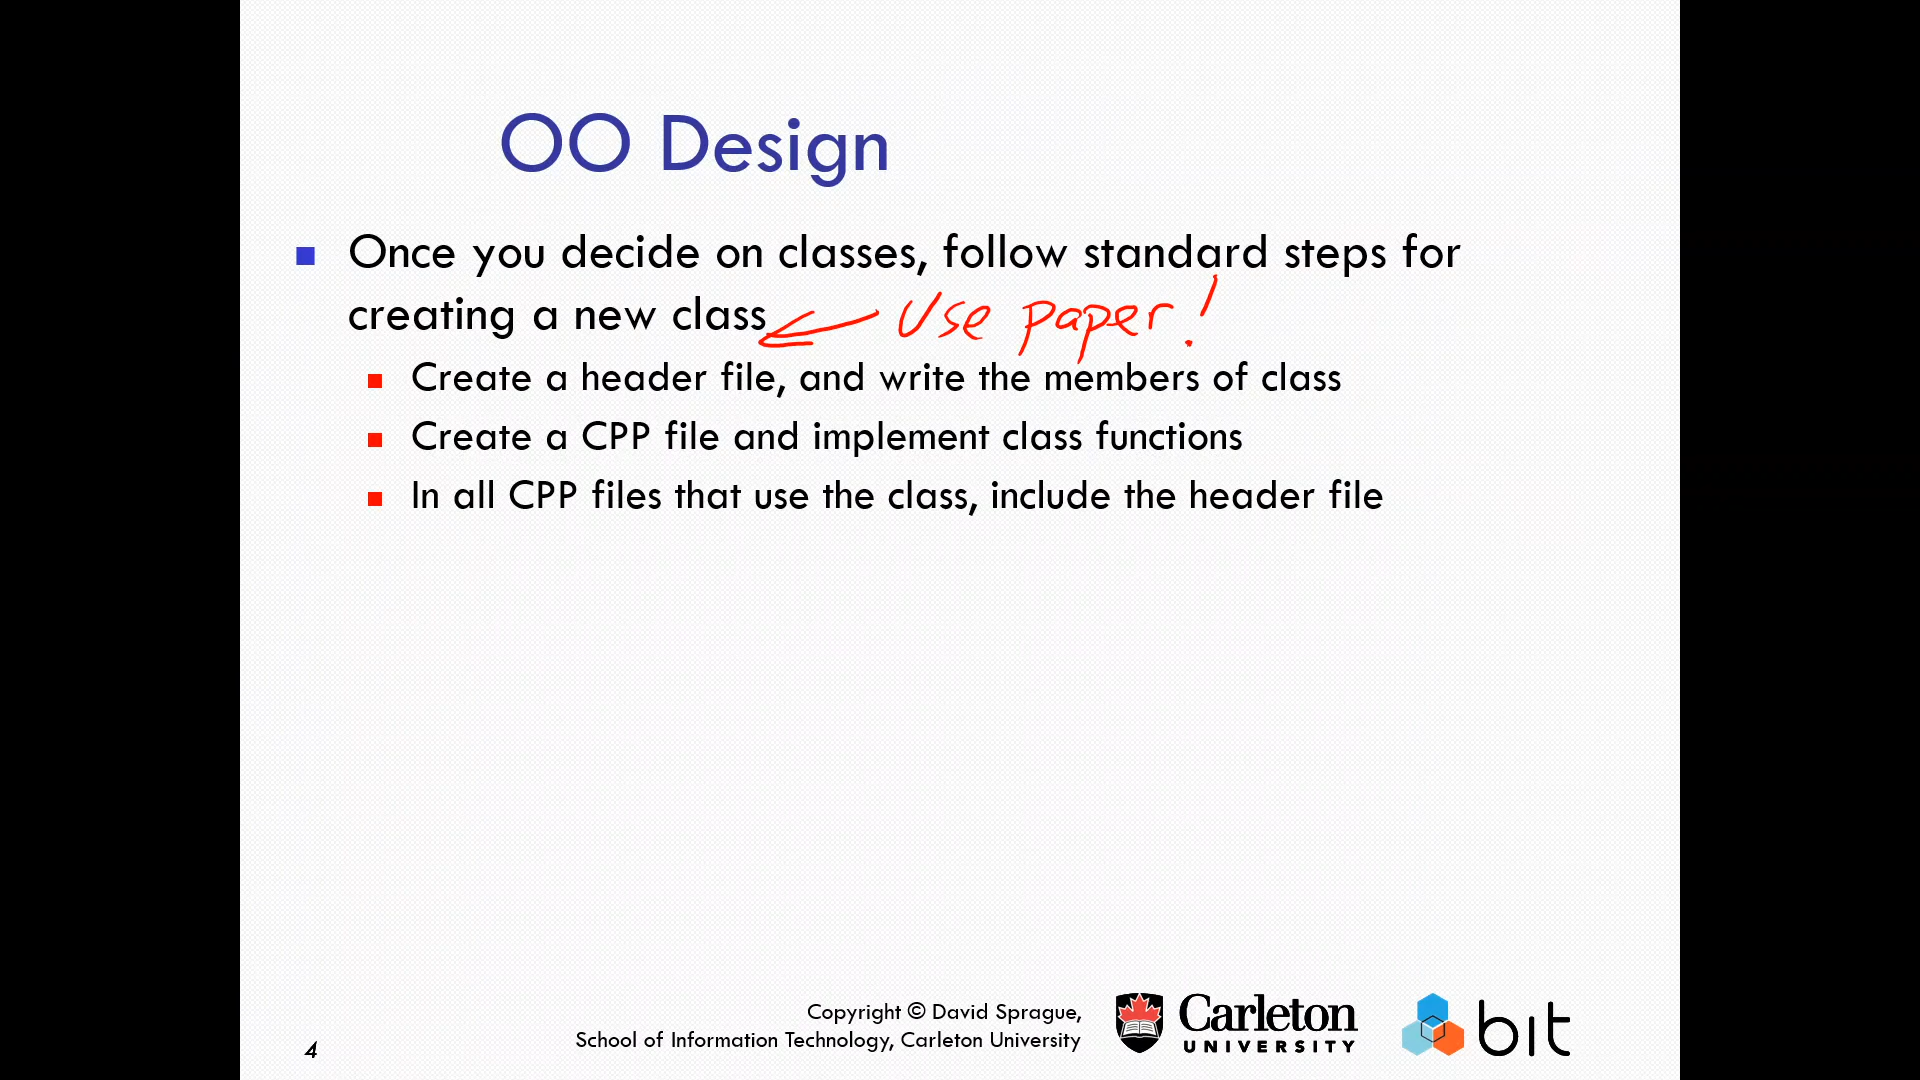 OO Design
Once you decide on classes, follow standard steps for
creating a new class
Use paper!
Create a header file, and write the members of class
Create a CPP file and implement class functions
In all CPP files that use the class, include the header file
4
Copyright © David Sprague,
School of Information Technology, Carleton University
Carleton
UNIVERSITY
bit